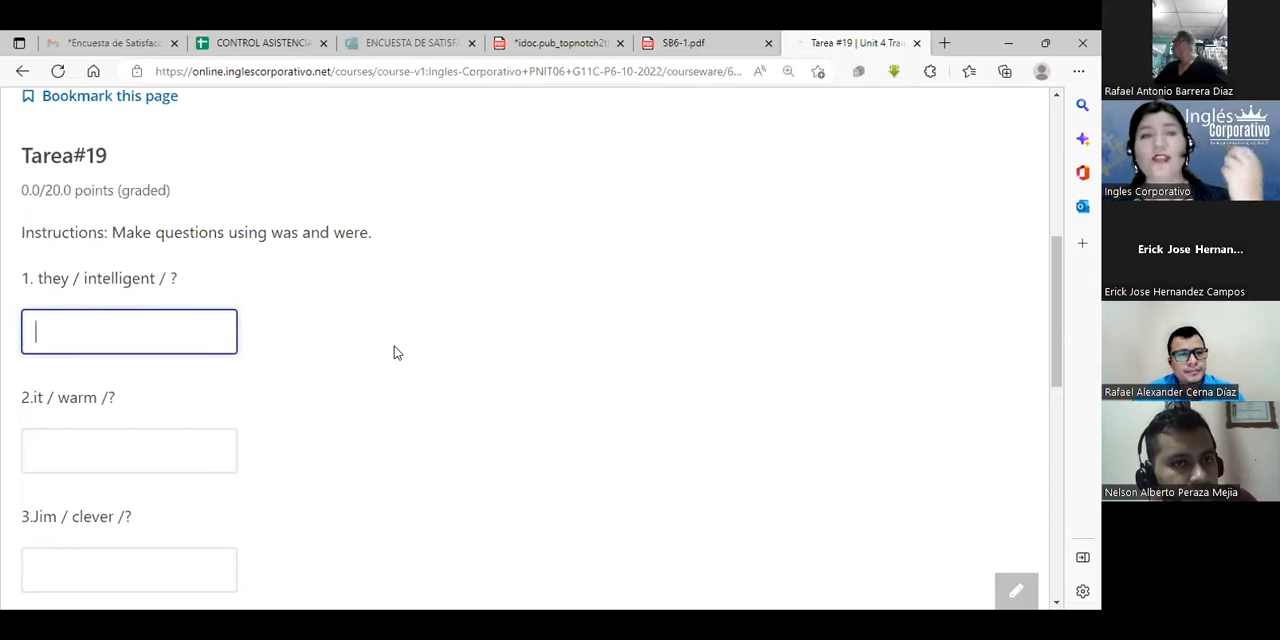 *Encuesta de Satisfacc
CONTROL ASISTENCIA
ENCUESTA DE SATISF
*idoc.pub_topnotch2t
SB6-1.pdf
Tarea #19 | Unit 4 Trai
https://online.inglescorporativo.net/courses/course-v1:Ingles-Corporativo+PNIT06+G11C-P6-10-2022/courseware/6...
Bookmark this page
Tarea#19
0.0/20.0 points (graded)
Instructions: Make questions using was and were.
1. they / intelligent / ?
2.it / warm /?
3.Jim / clever /?
Rafael Antonio Barrera Diaz
Inglés
Corporativo
Ingles Corporativo
Erick Jose Hernan...
Erick Jose Hernandez Campos
Rafael Alexander Cerna Díaz
Nelson Alberto Peraza Mejia